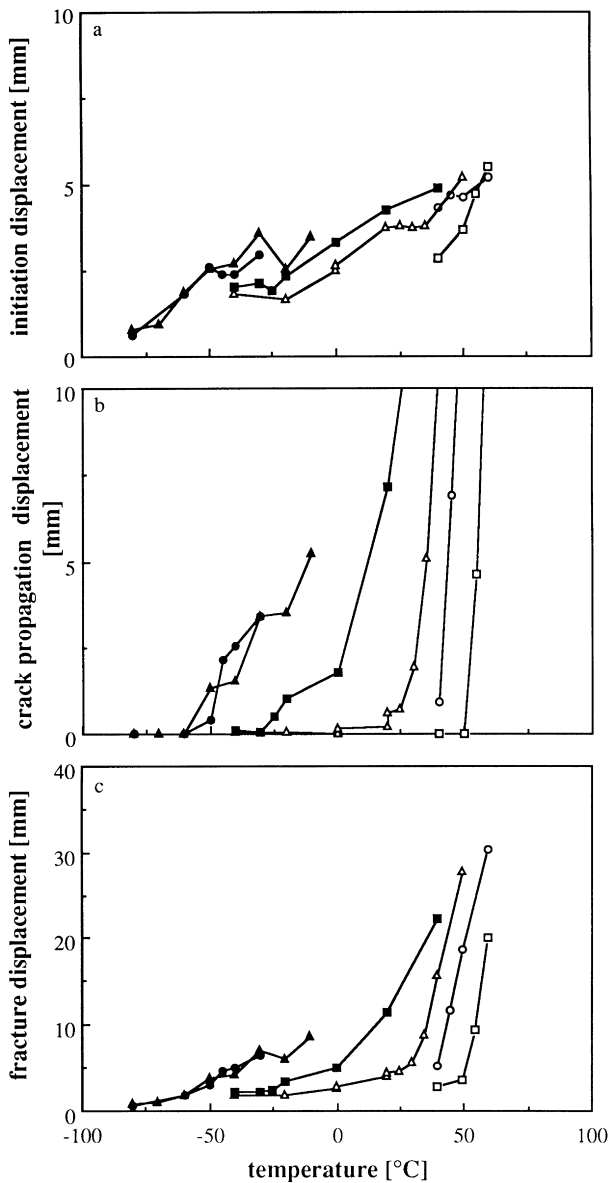 a
10
5
0
initiation displacement [mm]
b
10
5
0
crack propagation displacement
[mm]
c
40
30
20
10
0
fracture displacement [mm]
-100 -50 0 50 100
temperature [°C]